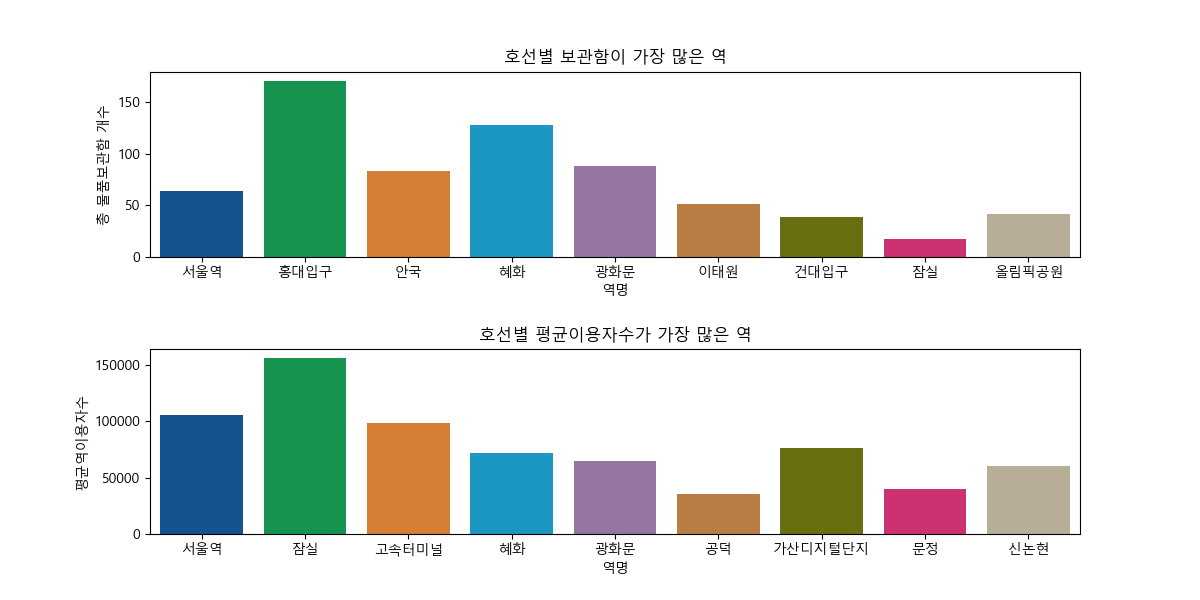 호선별 보관함이 가장 많은 역
총 물품보관함 개수
150
100
50
0
서울역 홍대입구 안국 혜화 광화문 이태원 건대입구 잠실 올림픽공원
역명
호선별 평균이용자수가 가장 많은 역
평균역이용자수
150000
100000
50000
0
서울역 잠실 고속터미널 혜화 광화문 공덕 가산디지털단지 문정 신논현
역명